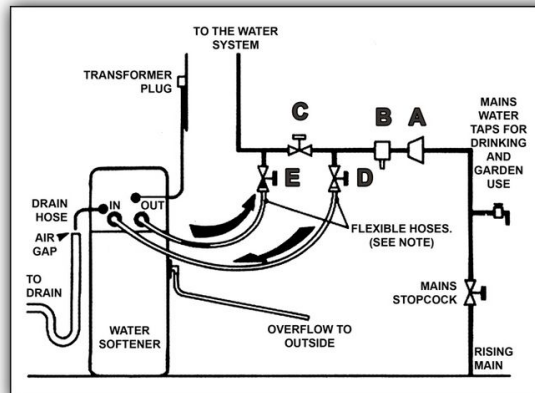 TO THE WATER
SYSTEM
TRANSFORMER
PLUG
C
B
A
MAINS
WATER
TAPS FOR
DRINKING
AND
GARDEN
USE
E
D
DRAIN
HOSE
IN
OUT
AIR
GAP
FLEXIBLE HOSES.
(SEE NOTE)
TO
DRAIN
MAINS
STOPCOCK
WATER
SOFTENER
OVERFLOW TO
OUTSIDE
RISING
MAIN